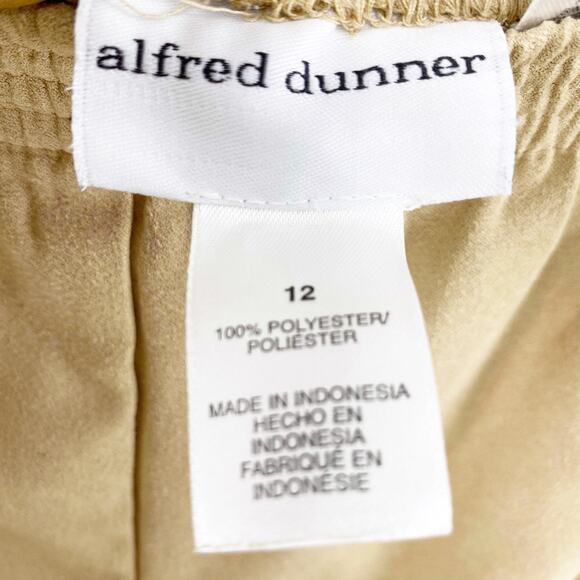 alfred dunner
12
100% POLYESTER/
POLIÉSTER
MADE IN INDONESIA
HECHO EN
INDONESIA
FABRIQUÉ EN
INDONÉSIE